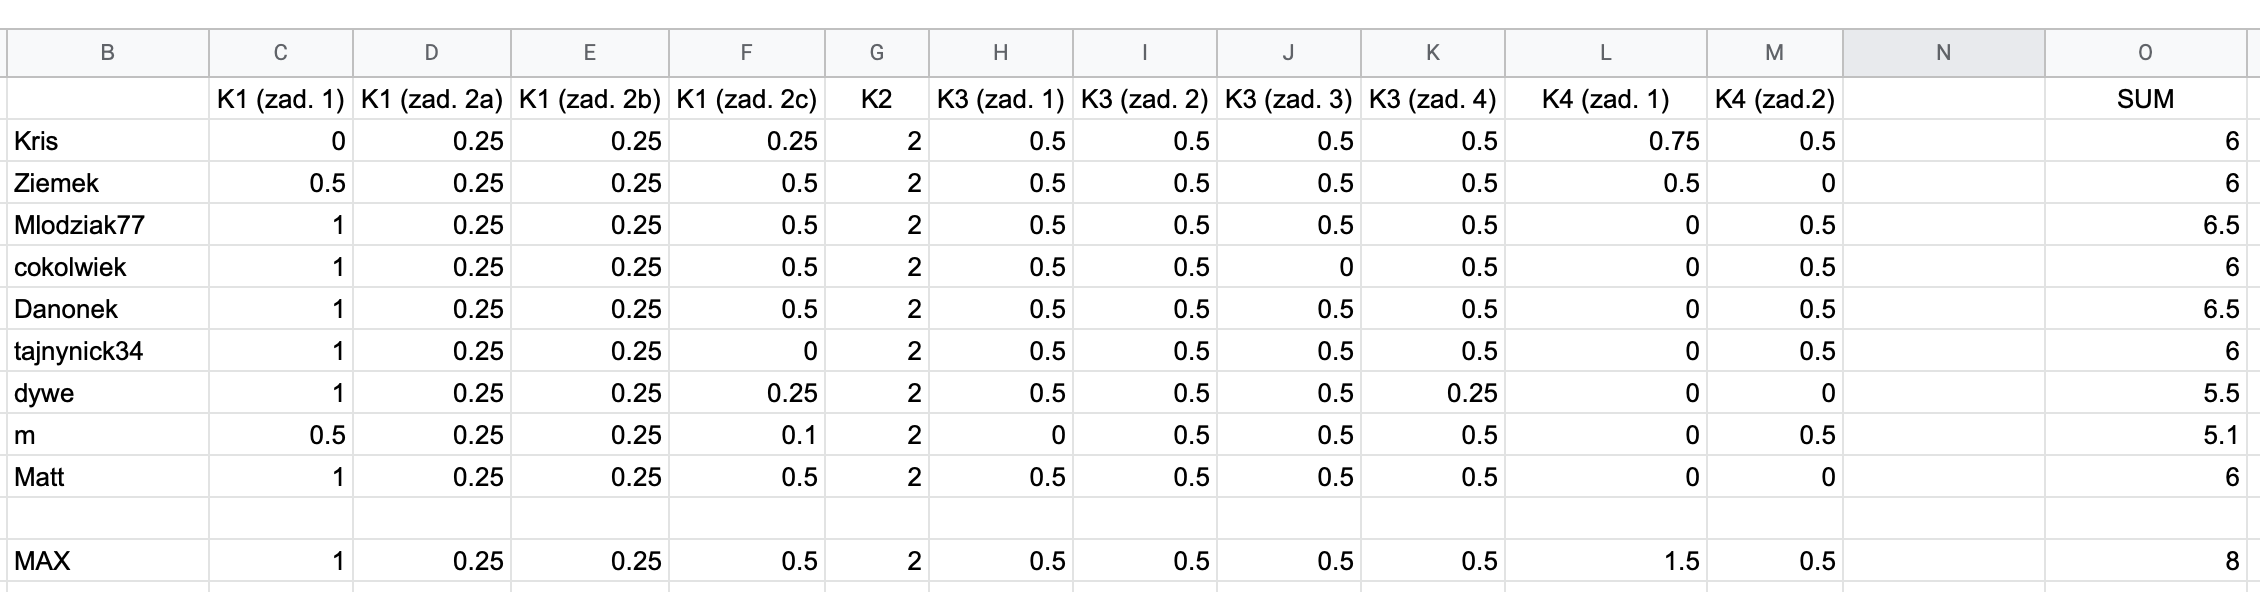 B C D E F G H I J K L M N O
K1 (zad. 1) K1 (zad. 2a) K1 (zad. 2b) K1 (zad. 2c) K2 K3 (zad. 1) K3 (zad. 2) K3 (zad. 3) K3 (zad. 4) K4 (zad. 1) K4 (zad.2) SUM
Kris 0 0.25 0.25 0.25 2 0.5 0.5 0.5 0.5 0.75 0.5 6
Ziemek 0.5 0.25 0.25 0.5 2 0.5 0.5 0.5 0.5 0.5 0 6
Mlodziak77 1 0.25 0.25 0.5 2 0.5 0.5 0.5 0.5 0 0.5 6.5
cokolwiek 1 0.25 0.25 0.5 2 0.5 0.5 0 0.5 0 0.5 6
Danonek 1 0.25 0.25 0.5 2 0.5 0.5 0.5 0.5 0 0.5 6.5
tajnynick34 1 0.25 0.25 0 2 0.5 0.5 0.5 0.5 0 0.5 6
dywe 1 0.25 0.25 0.25 2 0.5 0.5 0.5 0.25 0 0 5.5
m 0.5 0.25 0.25 0.1 2 0 0.5 0.5 0.5 0 0.5 5.1
Matt 1 0.25 0.25 0.5 2 0.5 0.5 0.5 0.5 0 0 6
MAX 1 0.25 0.25 0.5 2 0.5 0.5 0.5 0.5 1.5 0.5 8